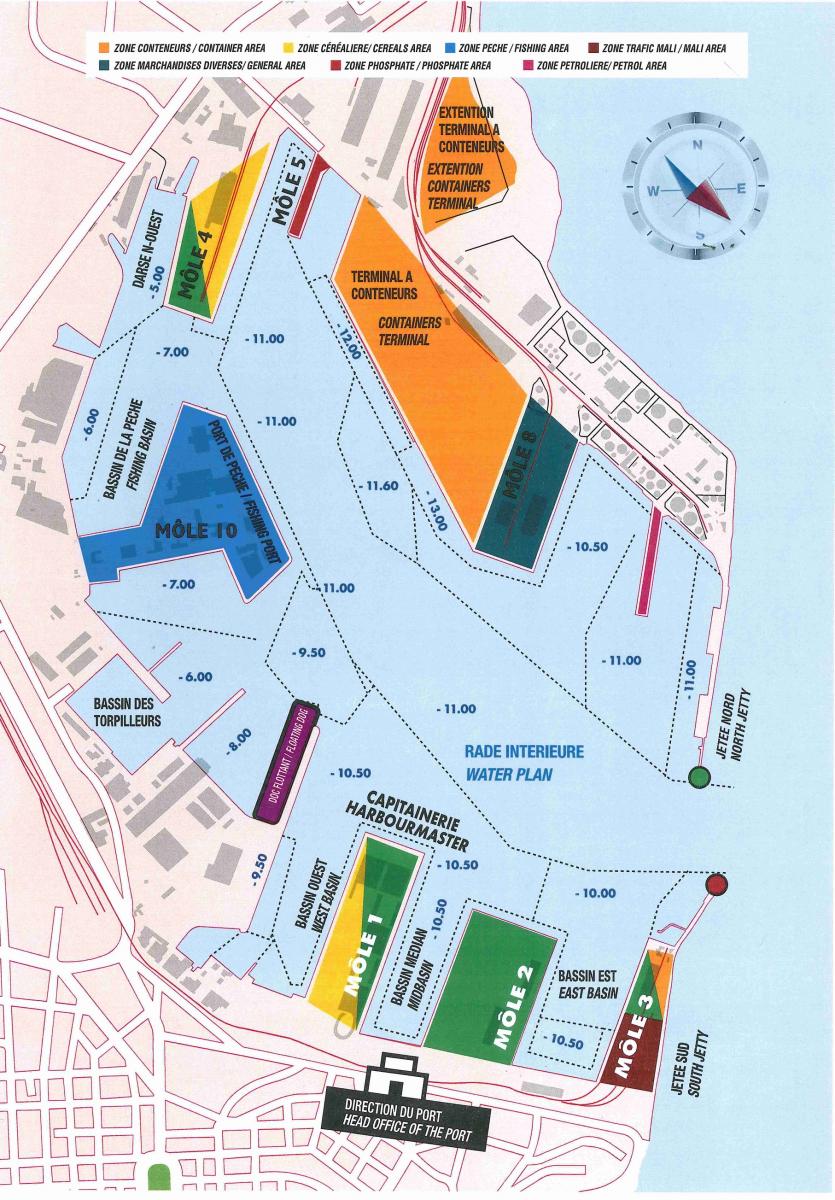 ZONE CONTENEURS / CONTAINER AREA
ZONE CÉRÉALIERE/ CEREALS AREA
ZONE PECHE / FISHING AREA
ZONE TRAFIC MALI / MALI AREA
ZONE MARCHANDISES DIVERSES/ GENERAL AREA
ZONE PHOSPHATE / PHOSPHATE AREA
ZONE PETROLIERE/ PETROL AREA
EXTENTION
TERMINAL A
CONTENEURS
EXTENTION
CONTAINERS
TERMINAL
N
W
E
S
MÔLE 5
MÔLE 4
DARSE N-OUEST
- 5.00
TERMINAL A
CONTENEURS
CONTAINERS
TERMINAL
- 12.00
- 11.00
- 7.00
- 6.00
BASSIN DE LA PECHE
FISHING BASIN
- 11.00
PORT DE PECHE / FISHING PORT
MÔLE 10
MÔLE 8
- 11.60
- 13.00
- 10.50
- 7.00
- 11.00
- 9.50
- 11.00
- 11.00
- 6.00
BASSIN DES
TORPILLEURS
- 8.00
DOC FLOTTANT / FLOATING DOG
- 11.00
JETEE NORD
NORTH JETTY
RADE INTERIEURE
WATER PLAN
- 10.50
CAPITAINERIE
HARBOURMASTER
- 9.50
BASSIN OUEST
WEST BASIN
- 10.50
- 10.00
MÔLE 1
BASSIN MEDIAN
MIDBASIN
- 10.50
MÔLE 2
BASSIN EST
EAST BASIN
- 10.50
MÔLE 3
JETEE SUD
SOUTH JETTY
DIRECTION DU PORT
HEAD OFFICE OF THE PORT